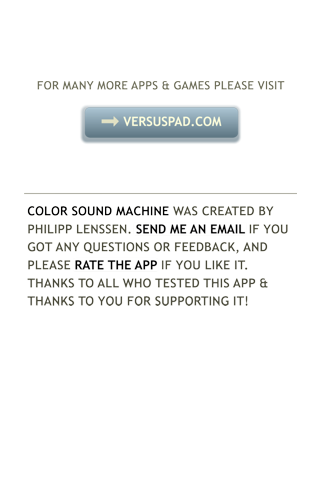 FOR MANY MORE APPS & GAMES PLEASE VISIT
VERSUSPAD.COM
COLOR SOUND MACHINE WAS CREATED BY
PHILIPP LENSSEN. SEND ME AN EMAIL IF YOU
GOT ANY QUESTIONS OR FEEDBACK, AND
PLEASE RATE THE APP IF YOU LIKE IT.
THANKS TO ALL WHO TESTED THIS APP &
THANKS TO YOU FOR SUPPORTING IT!